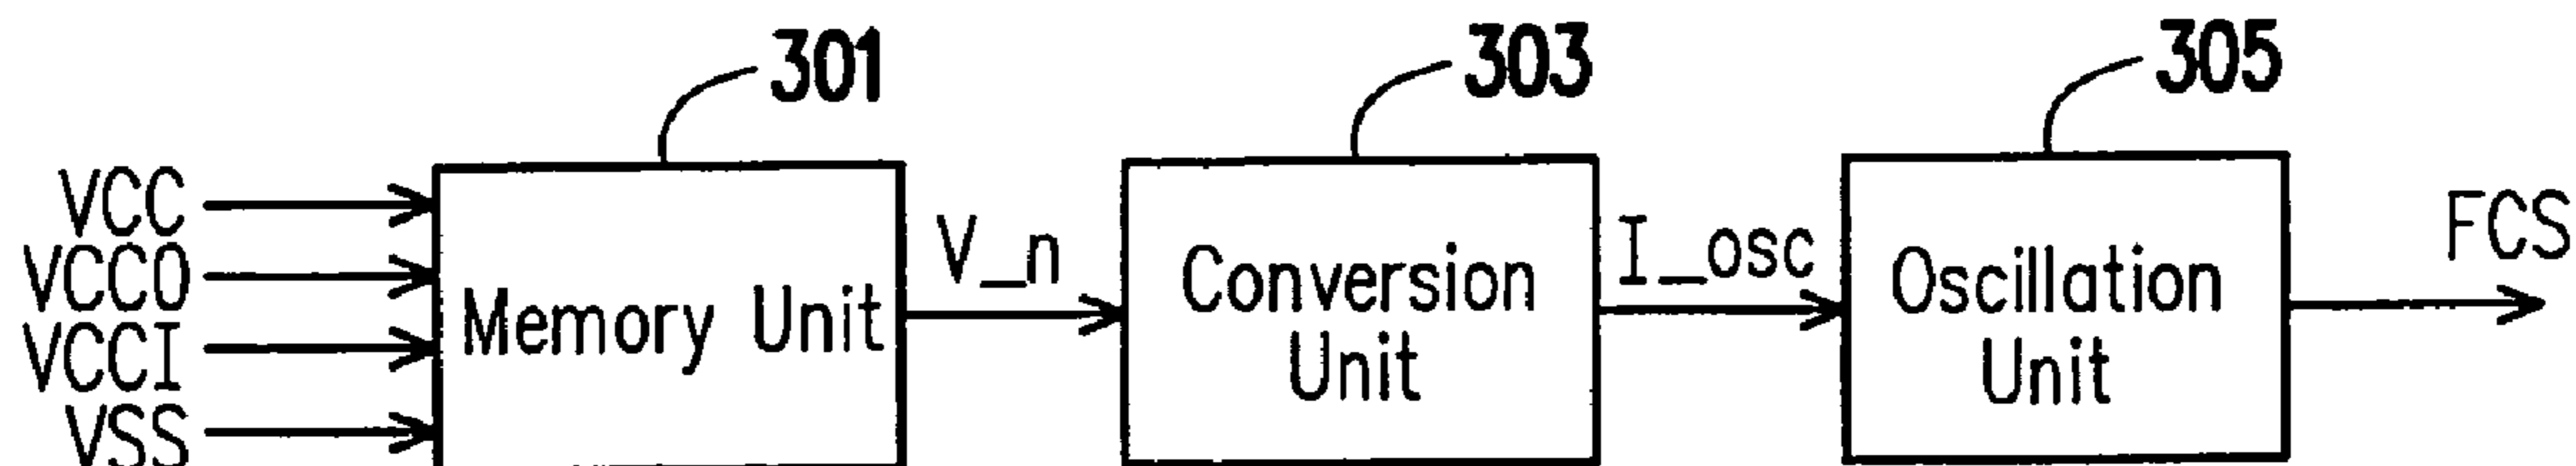 301
303
305
VCC
VCCO
VCCI
VSS
Memory Unit
V_n
Conversion
Unit
I_osc
Oscillation
Unit
FCS